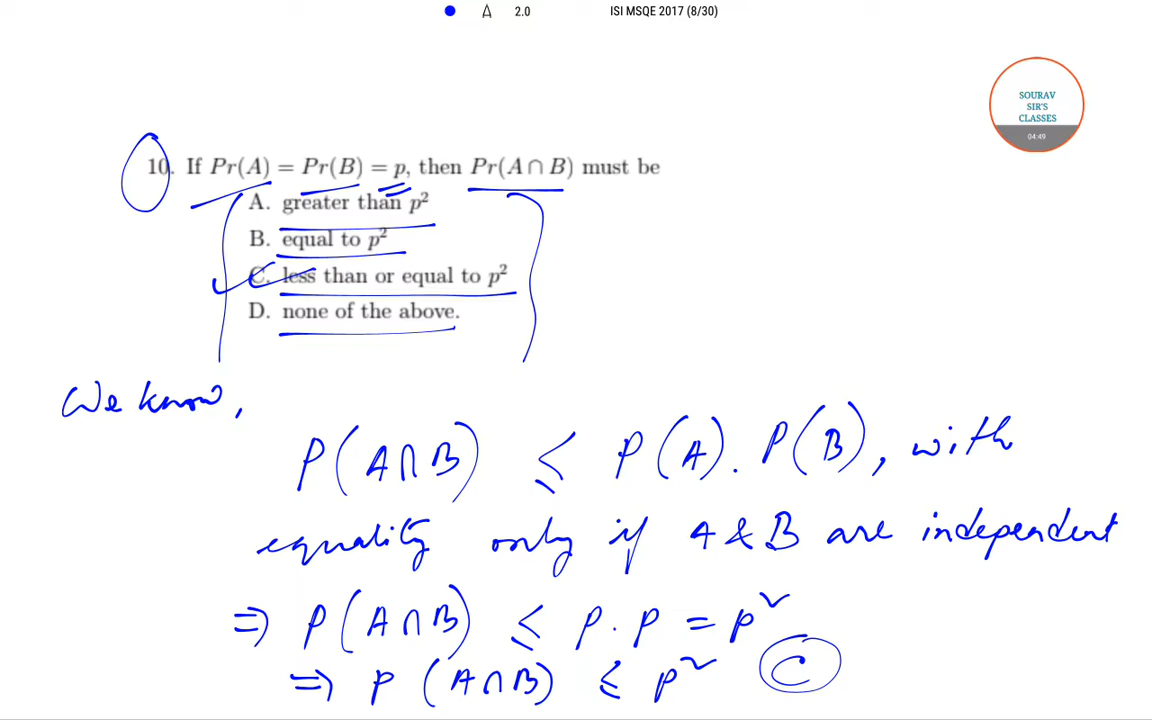 2.0 ISI MSQE 2017 (8/30)
SOURAV
SIR'S
CLASSES
04:49
10. If Pr(A) = Pr(B) = p, then Pr(A ∩ B) must be
A. greater than p²
B. equal to p²
C. less than or equal to p²
D. none of the above.
We know,
P(A∩B) ≤ P(A). P(B), with
equality only if A & B are independent
⇒ P(A∩B) ≤ P.P = p²
⇒ P(A∩B) ≤ p² C